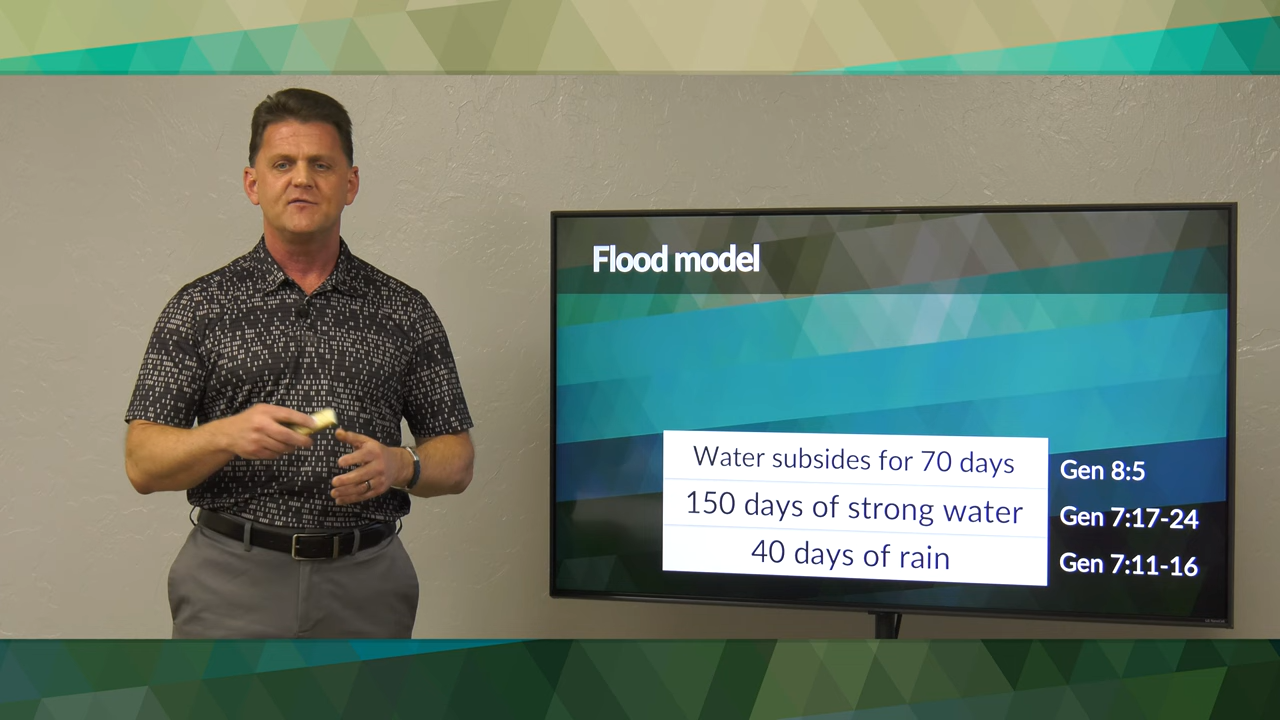 Flood model
Water subsides for 70 days Gen 8:5
150 days of strong water Gen 7:17-24
40 days of rain Gen 7:11-16